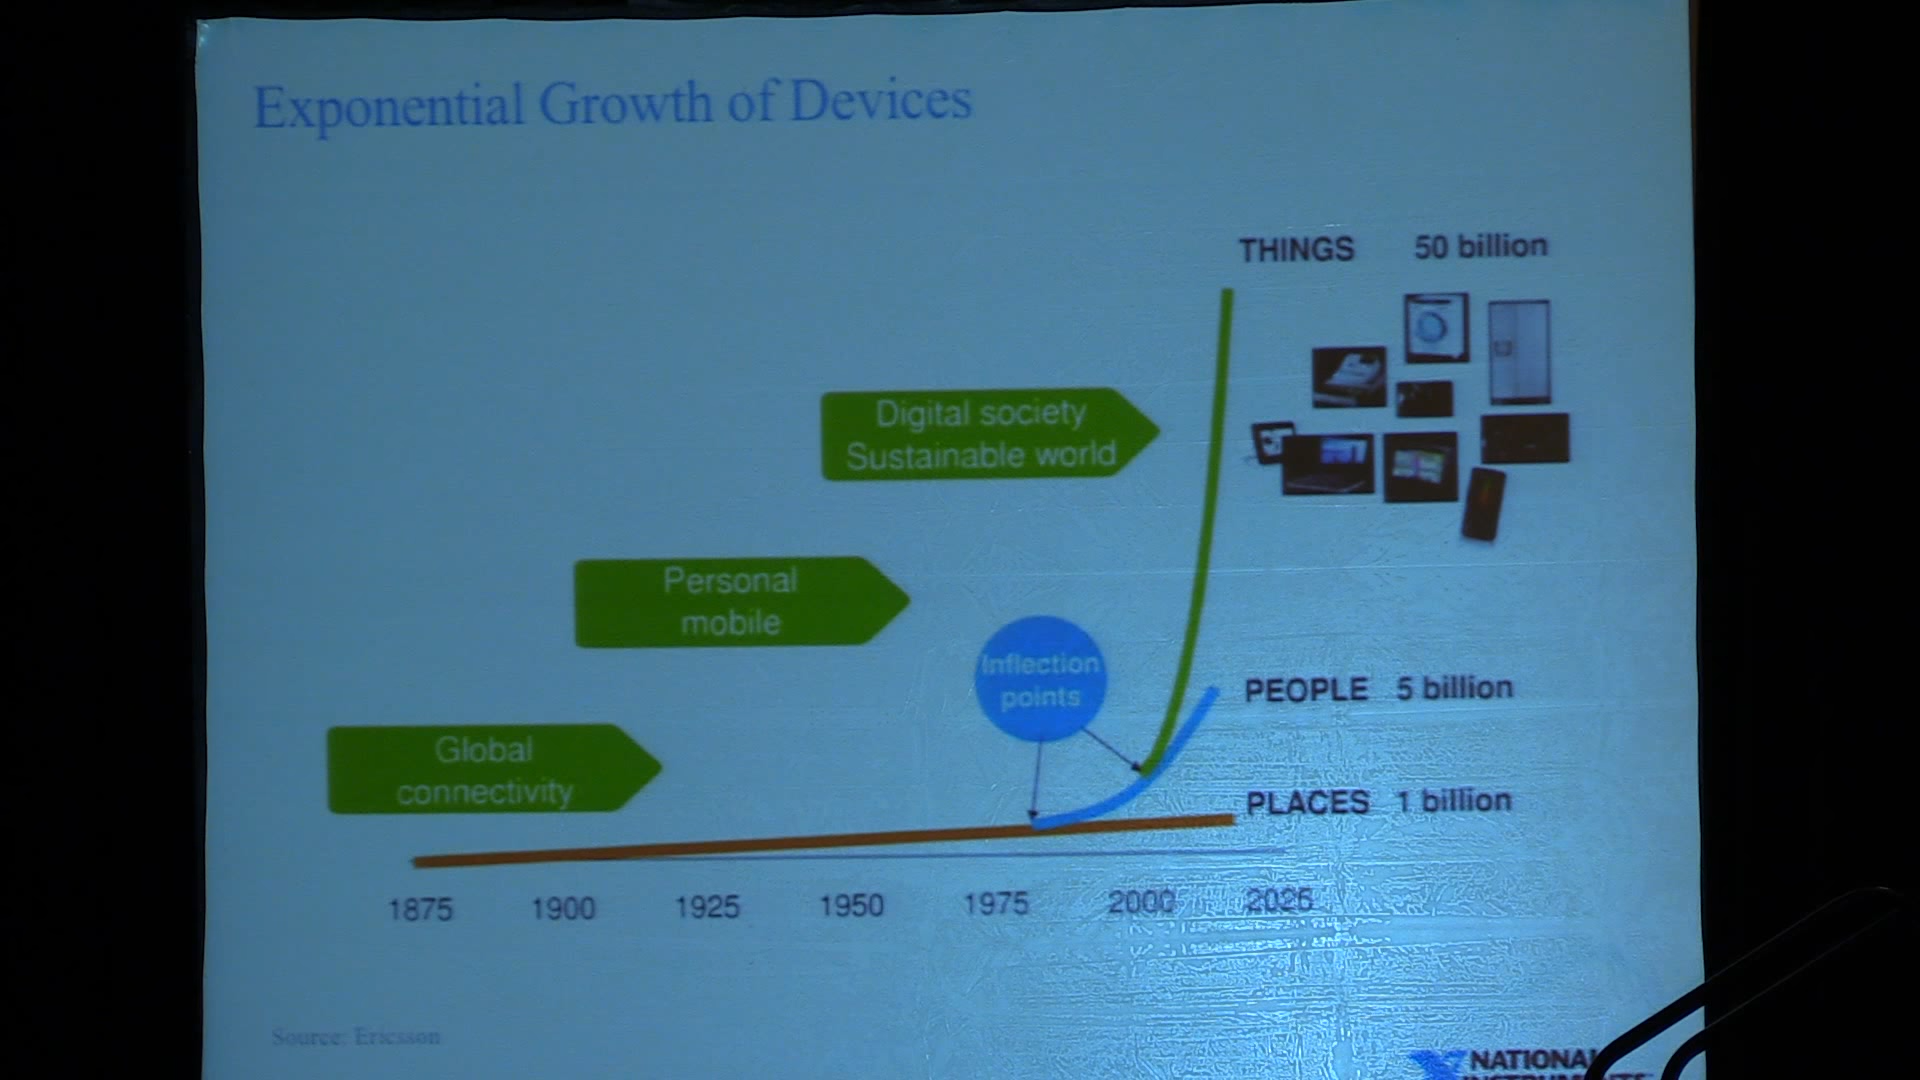 Exponential Growth of Devices
THINGS 50 billion
Digital society
Sustainable world
Personal
mobile
Inflection
points
PEOPLE 5 billion
Global
connectivity
PLACES 1 billion
1875 1900 1925 1950 1975 2000 2025
Source: Ericsson
NATIONAL